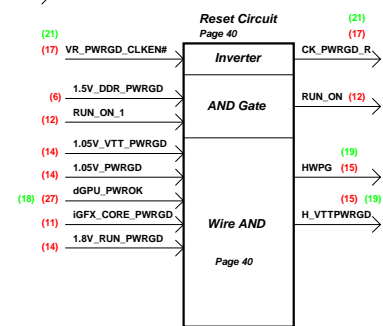 Reset Circuit
Page 40
(21)
(21)
(17)
(17) VR_PWRGD_CLKEN#
Inverter
CK_PWRGD_R
(6) 1.5V_DDR_PWRGD
AND Gate
RUN_ON (12)
(12) RUN_ON_1
(14) 1.05V_VTT_PWRGD
(19)
(14) 1.05V_PWRGD
HWPG (15)
(18) (27) dGPU_PWROK
(15) (19)
(11) iGFX_CORE_PWRGD
Wire AND
H_VTTPWRGD
(14) 1.8V_RUN_PWRGD
Page 40